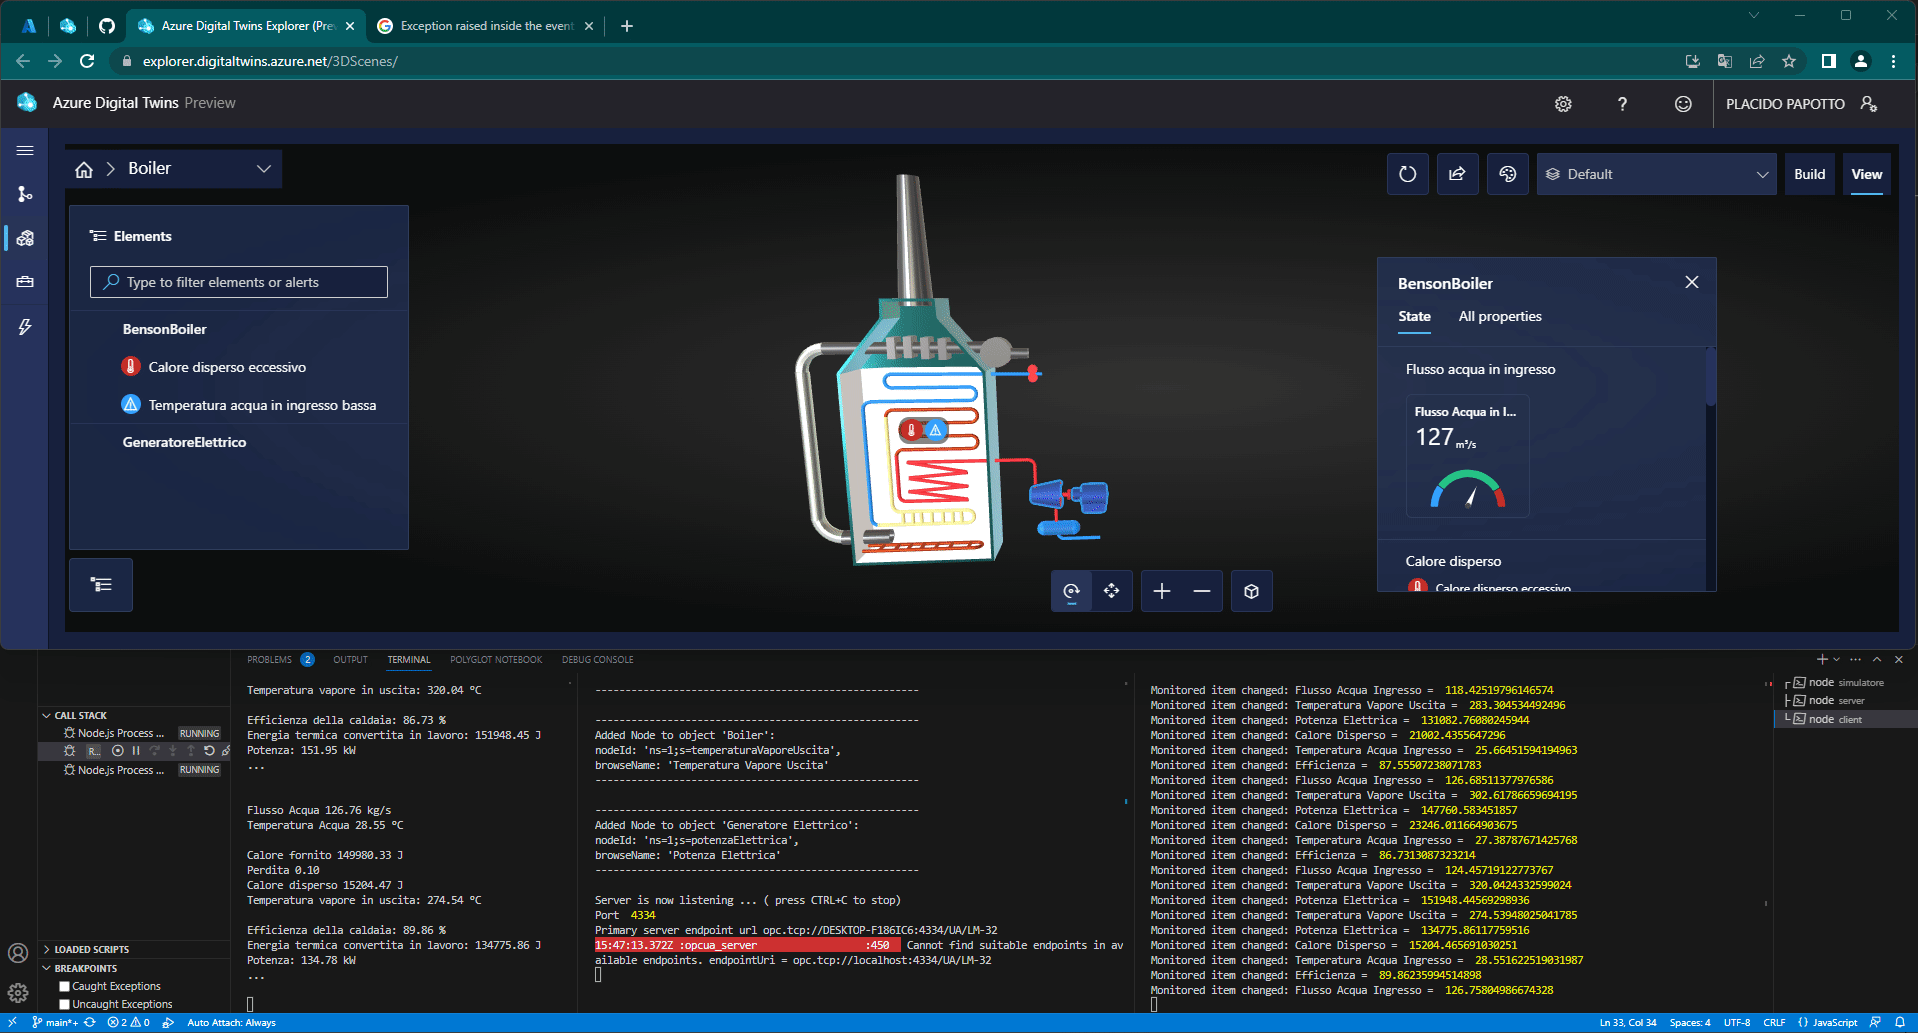 Azure Digital Twins Explorer (Pre
Exception raised inside the event
explorer.digitaltwins.azure.net/3DScenes/
Azure Digital Twins Preview
PLACIDO PAPOTTO
Boiler
Default
Build
View
Elements
Type to filter elements or alerts
BensonBoiler
Calore disperso eccessivo
Temperatura acqua in ingresso bassa
GeneratoreElettrico
BensonBoiler
State
All properties
Flusso acqua in ingresso
Flusso Acqua in I...
127 m³/s
Calore disperso
Calore disperso eccessivo
PROBLEMS 2
OUTPUT
TERMINAL
POLYGLOT NOTEBOOK
DEBUG CONSOLE
CALL STACK
Node.js Process ... RUNNING
R...
Node.js Process ... RUNNING
LOADED SCRIPTS
BREAKPOINTS
Caught Exceptions
Uncaught Exceptions
Temperatura vapore in uscita: 320.04 °C
Efficienza della caldaia: 86.73 %
Energia termica convertita in lavoro: 151948.45 J
Potenza: 151.95 kW
...
Flusso Acqua 126.76 kg/s
Temperatura Acqua 28.55 °C
Calore fornito 149980.33 J
Perdita 0.10
Calore disperso 15204.47 J
Temperatura vapore in uscita: 274.54 °C
Efficienza della caldaia: 89.86 %
Energia termica convertita in lavoro: 134775.86 J
Potenza: 134.78 kW
...
------------------------------------------------------
------------------------------------------------------
Added Node to object 'Boiler':
nodeId: 'ns=1;s=temperaturaVaporeUscita',
browseName: 'Temperatura Vapore Uscita'
------------------------------------------------------
------------------------------------------------------
Added Node to object 'Generatore Elettrico':
nodeId: 'ns=1;s=potenzaElettrica',
browseName: 'Potenza Elettrica'
------------------------------------------------------
Server is now listening ... ( press CTRL+C to stop)
Port 4334
Primary server endpoint url opc.tcp://DESKTOP-F186IC6:4334/UA/LM-32
15:47:13.372Z :opcua_server :450 Cannot find suitable endpoints in av
ailable endpoints. endpointUri = opc.tcp://localhost:4334/UA/LM-32
Monitored item changed: Flusso Acqua Ingresso = 118.42519796146574
Monitored item changed: Temperatura Vapore Uscita = 283.304534492496
Monitored item changed: Potenza Elettrica = 131082.76080245944
Monitored item changed: Calore Disperso = 21002.4355647296
Monitored item changed: Temperatura Acqua Ingresso = 25.66451594194963
Monitored item changed: Efficienza = 87.55507238071783
Monitored item changed: Flusso Acqua Ingresso = 126.68511377976586
Monitored item changed: Temperatura Vapore Uscita = 302.61786659694195
Monitored item changed: Potenza Elettrica = 147760.583451857
Monitored item changed: Calore Disperso = 23246.011664903675
Monitored item changed: Temperatura Acqua Ingresso = 27.38787671425768
Monitored item changed: Efficienza = 86.7313087323214
Monitored item changed: Flusso Acqua Ingresso = 124.45719122773767
Monitored item changed: Temperatura Vapore Uscita = 320.0424332599024
Monitored item changed: Potenza Elettrica = 151948.44569298936
Monitored item changed: Temperatura Vapore Uscita = 274.53948025041785
Monitored item changed: Potenza Elettrica = 134775.86117759516
Monitored item changed: Calore Disperso = 15204.465691030251
Monitored item changed: Temperatura Acqua Ingresso = 28.551622519031987
Monitored item changed: Efficienza = 89.86235994514898
Monitored item changed: Flusso Acqua Ingresso = 126.75804986674328
node simulatore
node server
node client
main*+
2
0
Auto Attach: Always
Ln 33, Col 34
Spaces: 4
UTF-8
CRLF
{} JavaScript